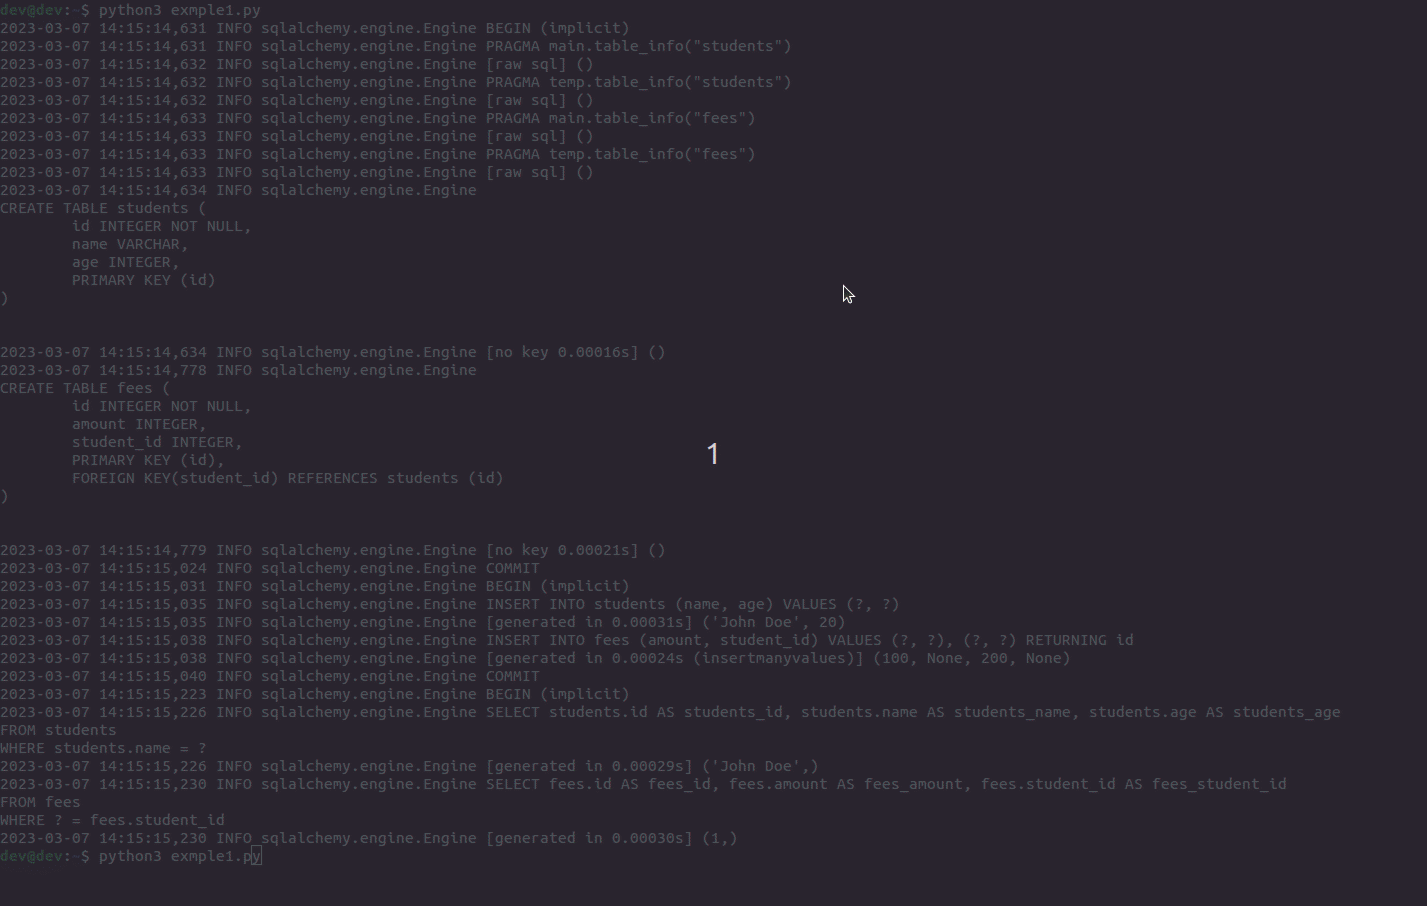 dev@dev:~$ python3 exmple1.py
2023-03-07 14:15:14,631 INFO sqlalchemy.engine.Engine BEGIN (implicit)
2023-03-07 14:15:14,631 INFO sqlalchemy.engine.Engine PRAGMA main.table_info("students")
2023-03-07 14:15:14,632 INFO sqlalchemy.engine.Engine [raw sql] ()
2023-03-07 14:15:14,632 INFO sqlalchemy.engine.Engine PRAGMA temp.table_info("students")
2023-03-07 14:15:14,632 INFO sqlalchemy.engine.Engine [raw sql] ()
2023-03-07 14:15:14,633 INFO sqlalchemy.engine.Engine PRAGMA main.table_info("fees")
2023-03-07 14:15:14,633 INFO sqlalchemy.engine.Engine [raw sql] ()
2023-03-07 14:15:14,633 INFO sqlalchemy.engine.Engine PRAGMA temp.table_info("fees")
2023-03-07 14:15:14,633 INFO sqlalchemy.engine.Engine [raw sql] ()
2023-03-07 14:15:14,634 INFO sqlalchemy.engine.Engine
CREATE TABLE students (
        id INTEGER NOT NULL,
        name VARCHAR,
        age INTEGER,
        PRIMARY KEY (id)
)
2023-03-07 14:15:14,634 INFO sqlalchemy.engine.Engine [no key 0.00016s] ()
2023-03-07 14:15:14,778 INFO sqlalchemy.engine.Engine
CREATE TABLE fees (
        id INTEGER NOT NULL,
        amount INTEGER,
        student_id INTEGER,
1
        PRIMARY KEY (id),
        FOREIGN KEY(student_id) REFERENCES students (id)
)
2023-03-07 14:15:14,779 INFO sqlalchemy.engine.Engine [no key 0.00021s] ()
2023-03-07 14:15:15,024 INFO sqlalchemy.engine.Engine COMMIT
2023-03-07 14:15:15,031 INFO sqlalchemy.engine.Engine BEGIN (implicit)
2023-03-07 14:15:15,035 INFO sqlalchemy.engine.Engine INSERT INTO students (name, age) VALUES (?, ?)
2023-03-07 14:15:15,035 INFO sqlalchemy.engine.Engine [generated in 0.00031s] ('John Doe', 20)
2023-03-07 14:15:15,038 INFO sqlalchemy.engine.Engine INSERT INTO fees (amount, student_id) VALUES (?, ?), (?, ?) RETURNING id
2023-03-07 14:15:15,038 INFO sqlalchemy.engine.Engine [generated in 0.00024s (insertmanyvalues)] (100, None, 200, None)
2023-03-07 14:15:15,040 INFO sqlalchemy.engine.Engine COMMIT
2023-03-07 14:15:15,223 INFO sqlalchemy.engine.Engine BEGIN (implicit)
2023-03-07 14:15:15,226 INFO sqlalchemy.engine.Engine SELECT students.id AS students_id, students.name AS students_name, students.age AS students_age
FROM students
WHERE students.name = ?
2023-03-07 14:15:15,226 INFO sqlalchemy.engine.Engine [generated in 0.00029s] ('John Doe',)
2023-03-07 14:15:15,230 INFO sqlalchemy.engine.Engine SELECT fees.id AS fees_id, fees.amount AS fees_amount, fees.student_id AS fees_student_id
FROM fees
WHERE ? = fees.student_id
2023-03-07 14:15:15,230 INFO sqlalchemy.engine.Engine [generated in 0.00030s] (1,)
dev@dev:~$ python3 exmple1.py